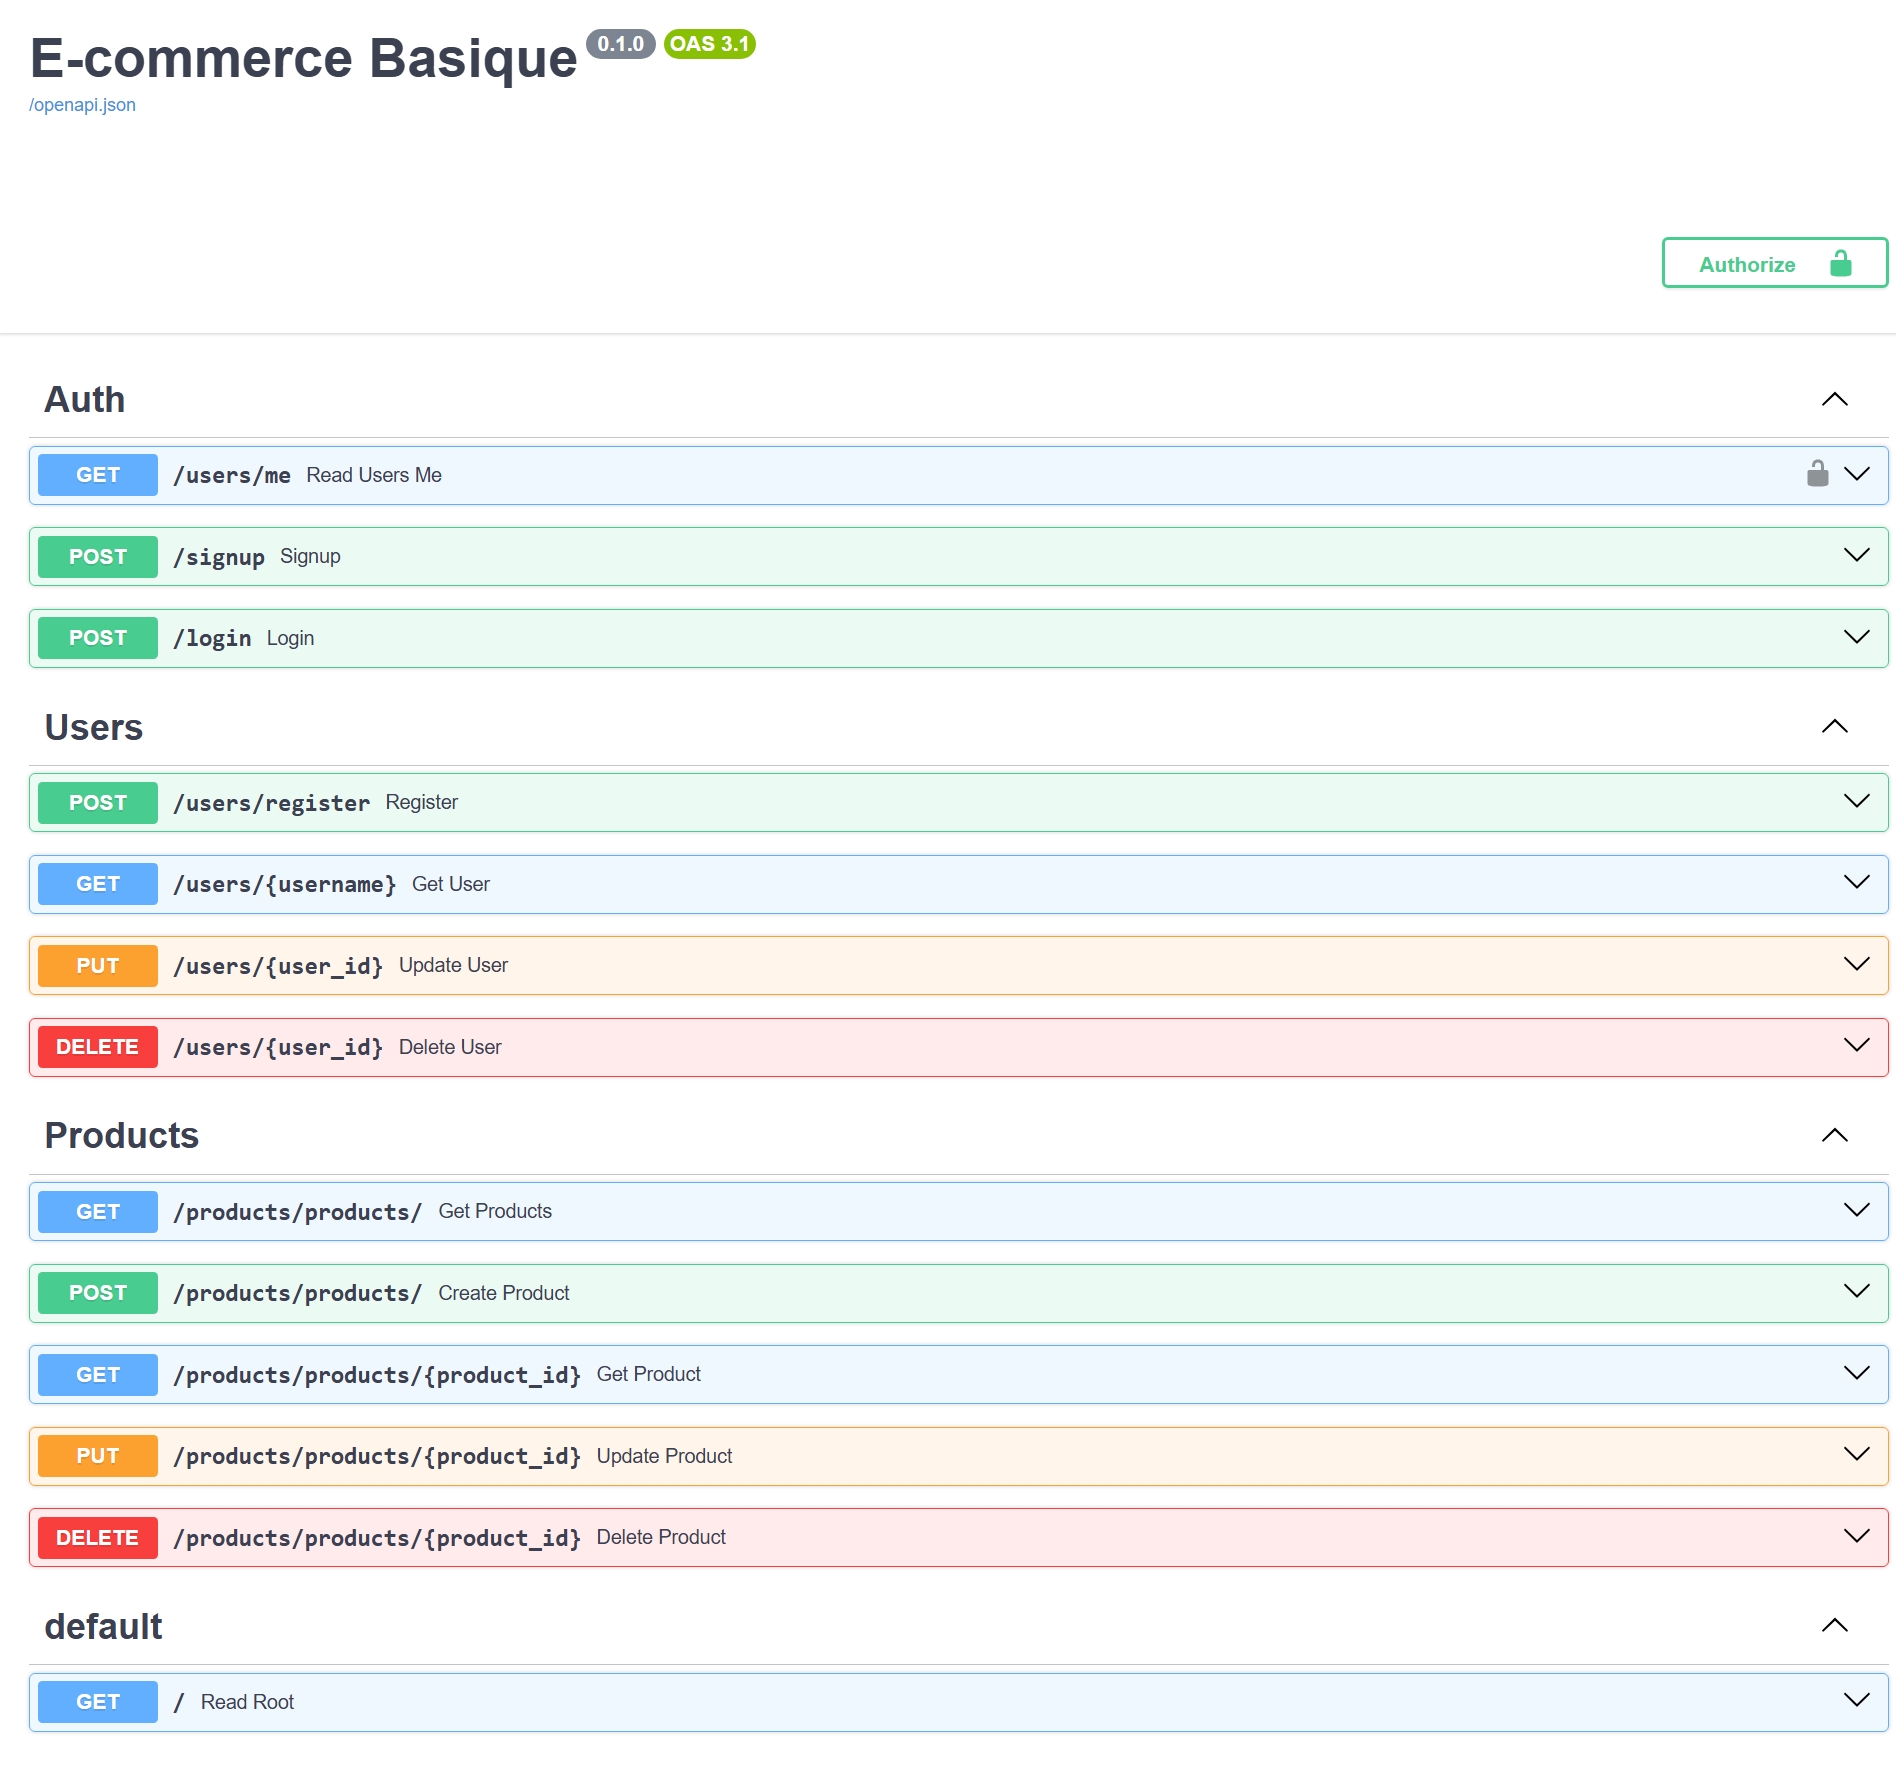 E-commerce Basique 0.1.0 OAS 3.1
/openapi.json
Authorize
Auth
GET /users/me Read Users Me
POST /signup Signup
POST /login Login
Users
POST /users/register Register
GET /users/{username} Get User
PUT /users/{user_id} Update User
DELETE /users/{user_id} Delete User
Products
GET /products/products/ Get Products
POST /products/products/ Create Product
GET /products/products/{product_id} Get Product
PUT /products/products/{product_id} Update Product
DELETE /products/products/{product_id} Delete Product
default
GET / Read Root